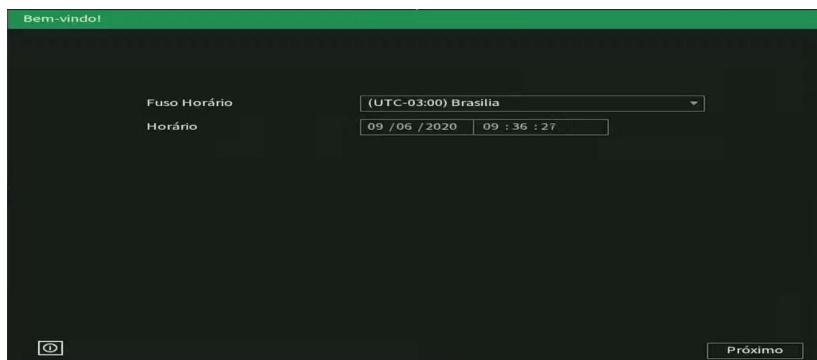 Bem-vindo!
Fuso Horário (UTC-03:00) Brasilia
Horário 09 /06 /2020 09 : 36 : 27
Próximo